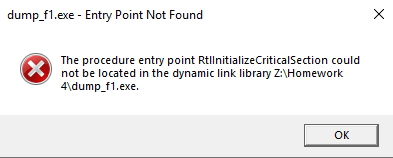 dump_f1.exe - Entry Point Not Found
The procedure entry point RtlInitializeCriticalSection could
not be located in the dynamic link library Z:\Homework
4\dump_f1.exe.
OK